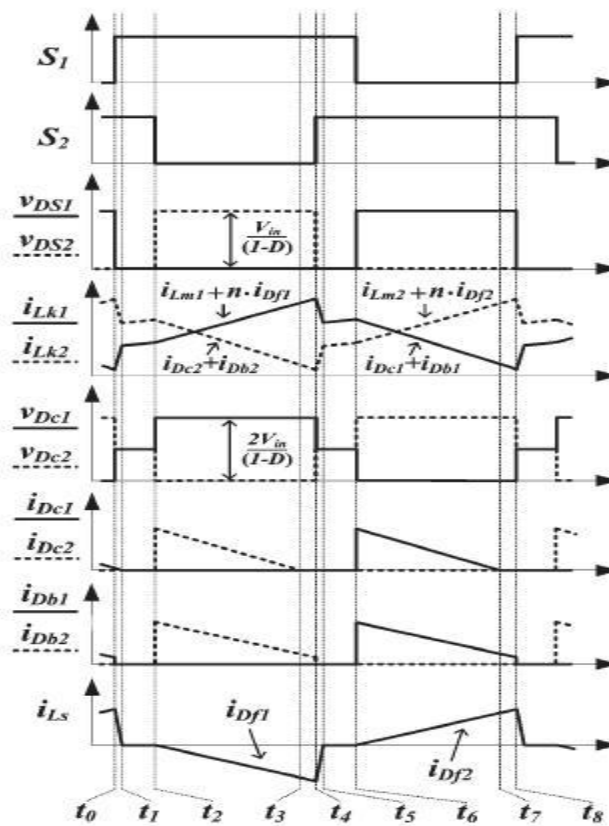 S1
S2
vDS1
vDS2
Vin
(1-D)
iLk1
iLk2
iLm1+n·iDf1
iDc2+iDb2
iLm2+n·iDf2
iDc1+iDb1
vDc1
vDc2
2Vin
(1-D)
iDc1
iDc2
iDb1
iDb2
iLs
iDf1
iDf2
t0 t1 t2 t3 t4 t5 t6 t7 t8